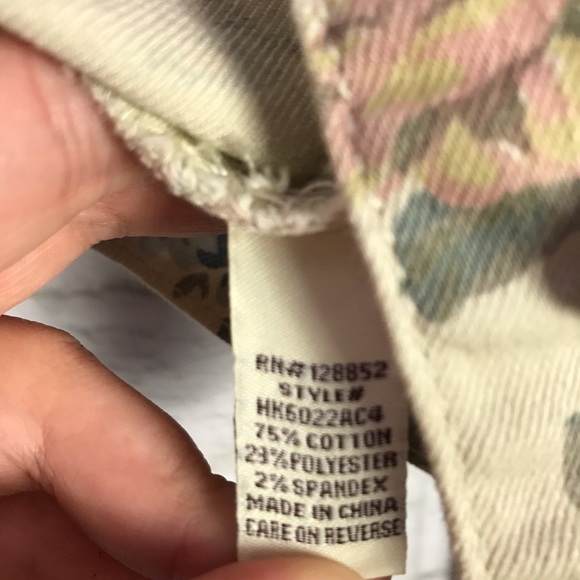 RN#128852
STYLE#
HK6022AC4
75% COTTON
23%POLYESTER
2% SPANDEX
MADE IN CHINA
CARE ON REVERSE